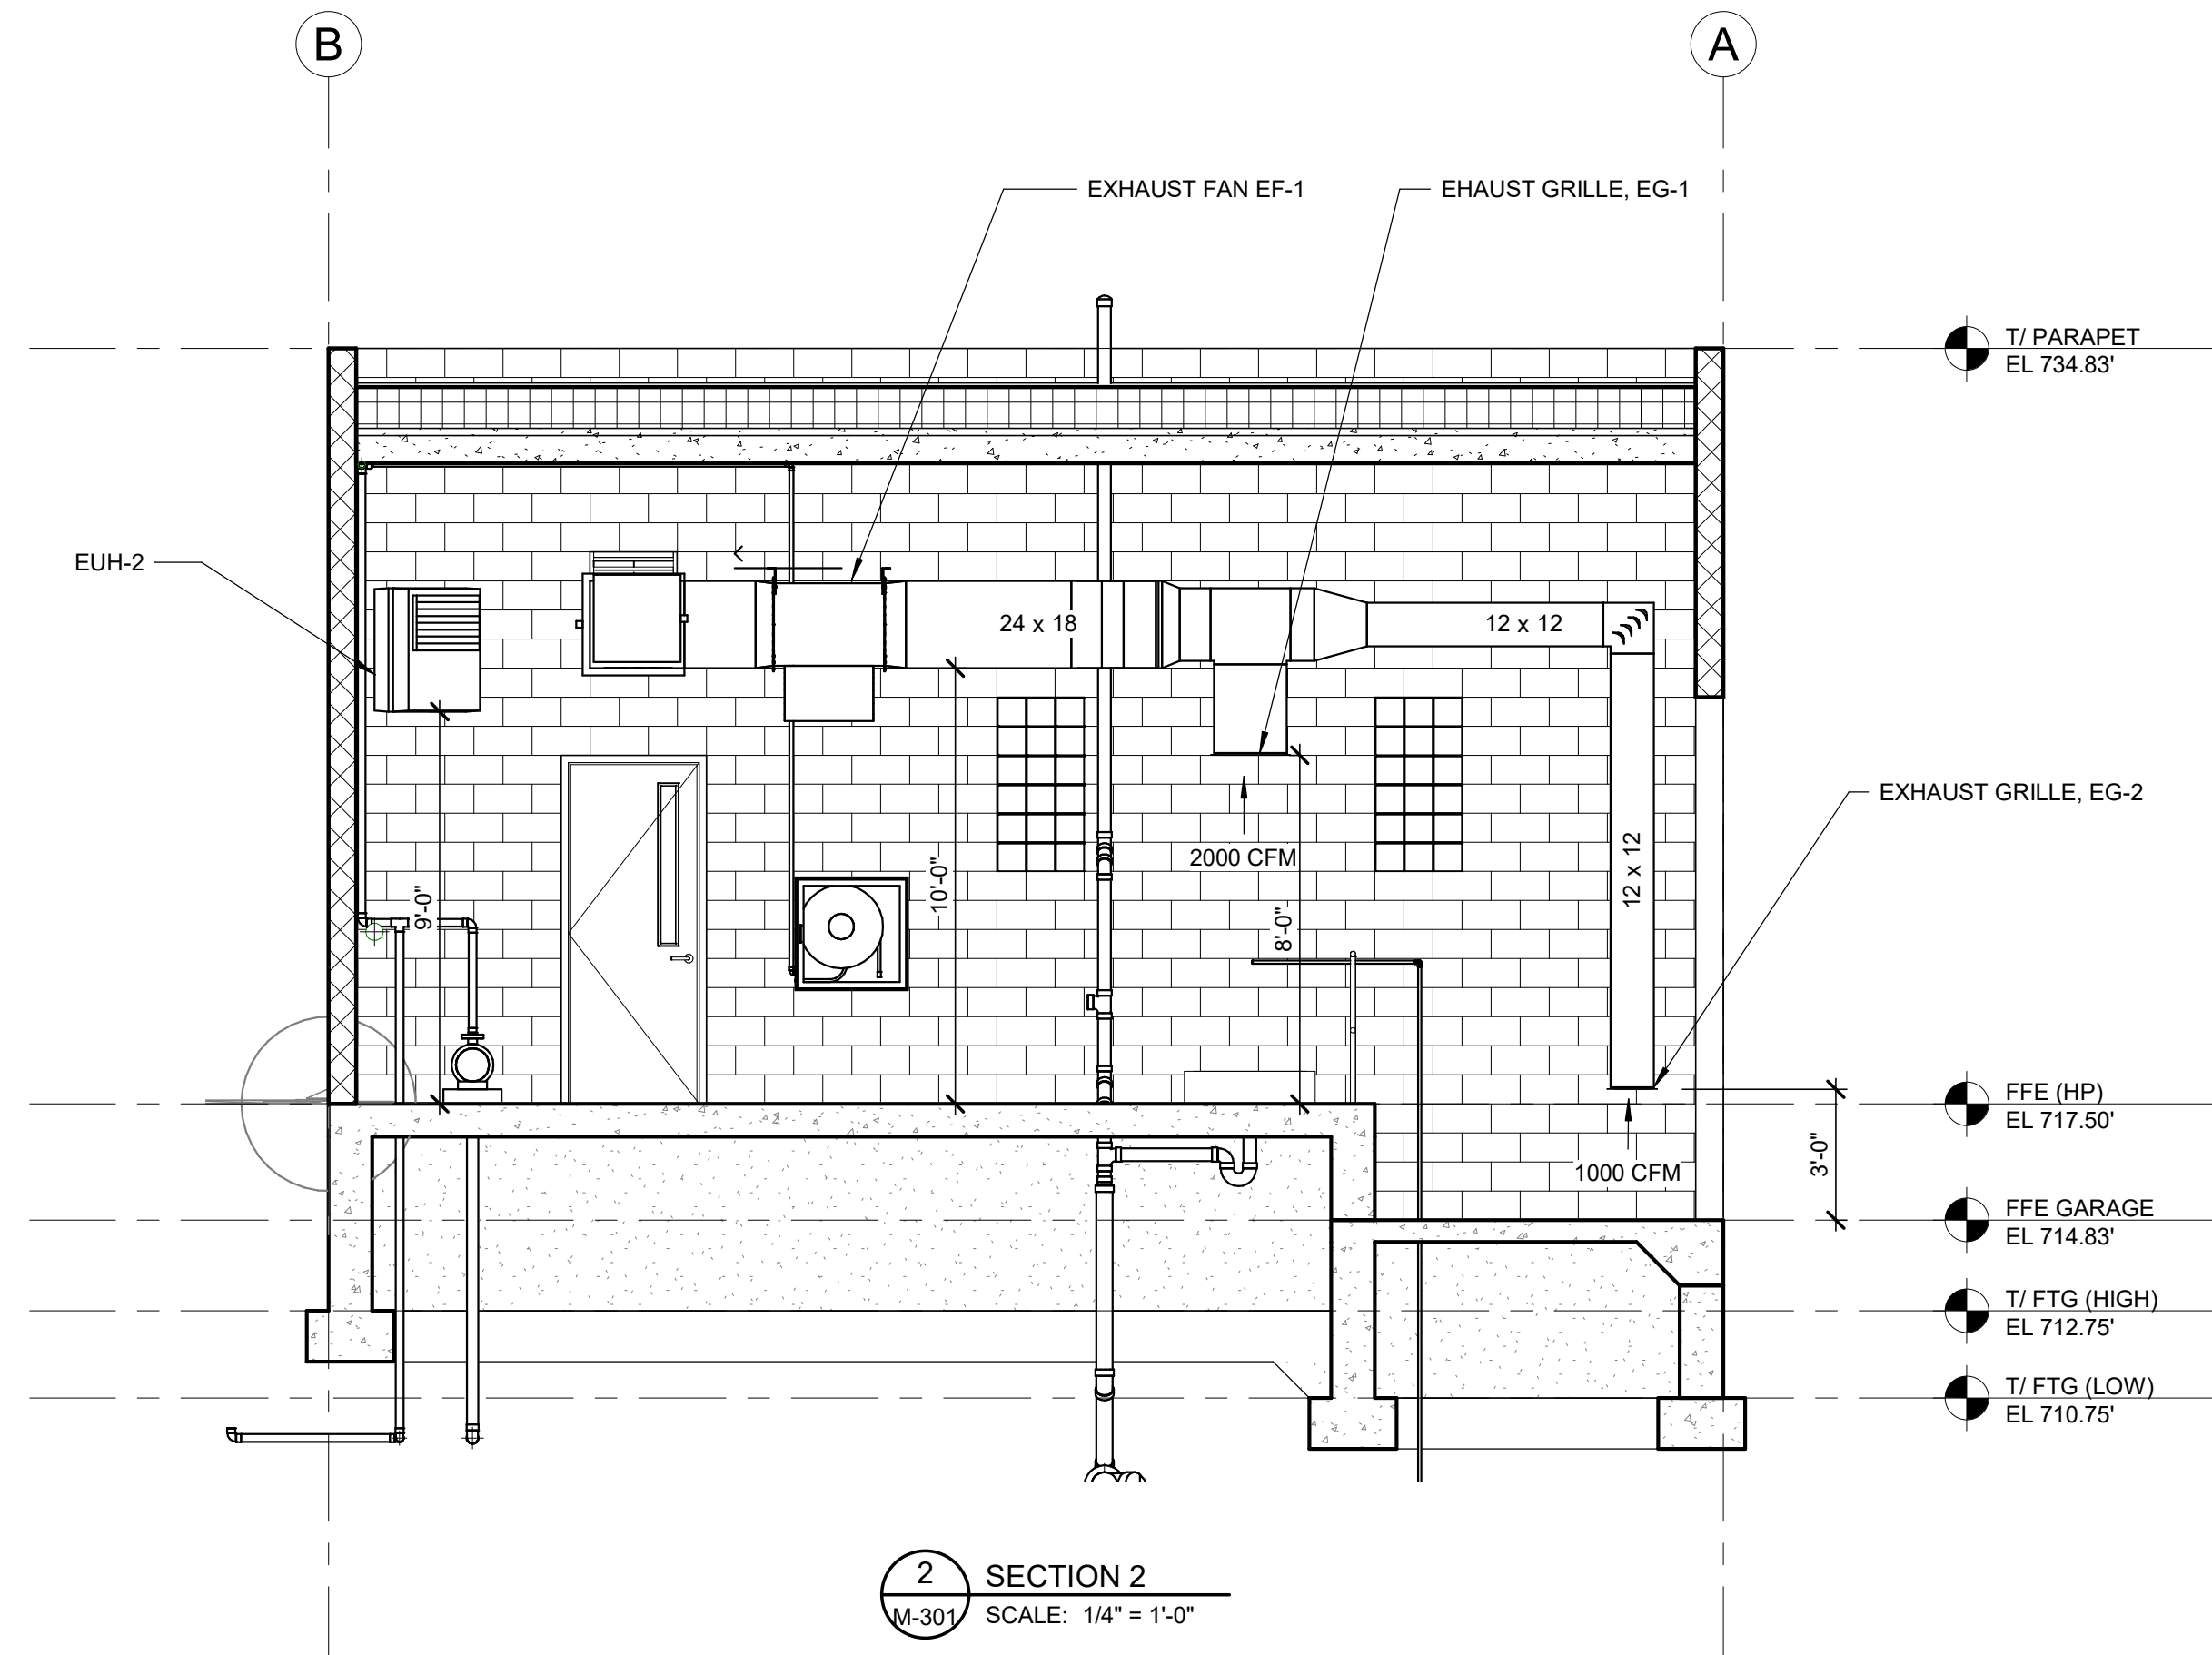 B
A
EXHAUST FAN EF-1
EHAUST GRILLE, EG-1
T/ PARAPET
EL 734.83'
EUH-2
24 x 18
12 x 12
EXHAUST GRILLE, EG-2
2000 CFM
12 x 12
9'-0"
10'-0"
8'-0"
FFE (HP)
EL 717.50'
3'-0"
1000 CFM
FFE GARAGE
EL 714.83'
T/ FTG (HIGH)
EL 712.75'
T/ FTG (LOW)
EL 710.75'
2
SECTION 2
M-301
SCALE: 1/4" = 1'-0"